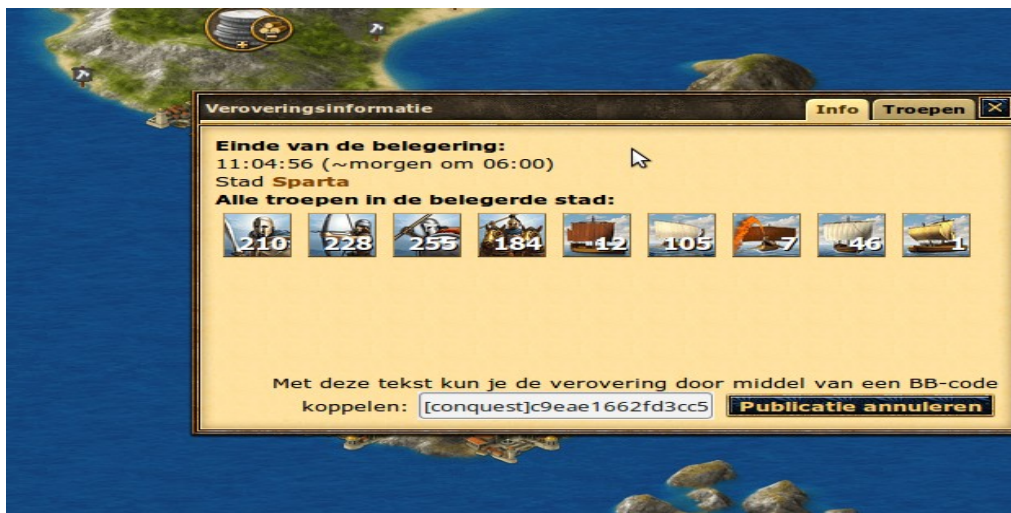 Veroveringsinformatie Info Troepen
Einde van de belegering:
11:04:56 (~morgen om 06:00)
Stad Sparta
Alle troepen in de belegerde stad:
210 228 255 184 12 105 7 46 1
Met deze tekst kun je de verovering door middel van een BB-code
koppelen: [conquest]c9eae1662fd3cc5 Publicatie annuleren